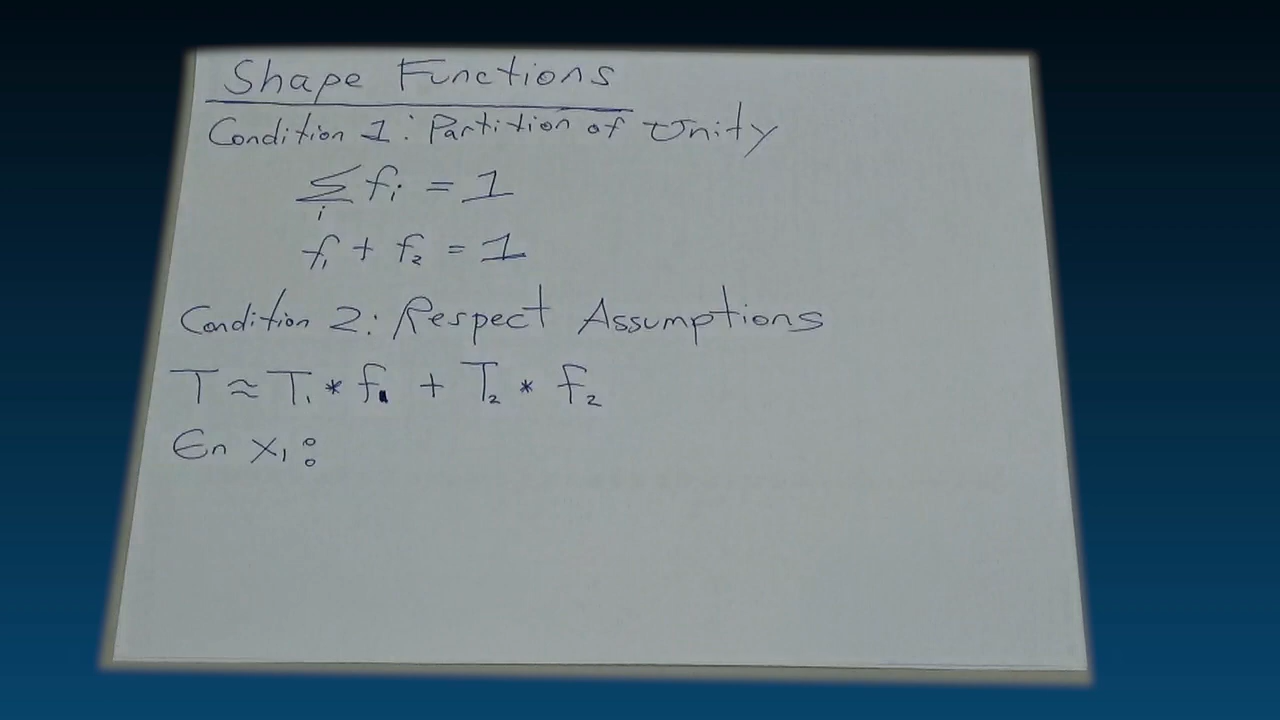 Shape Functions
Condition 1: Partition of Unity
∑ᵢ fᵢ = 1
f₁ + f₂ = 1
Condition 2: Respect Assumptions
T ≈ T₁ * f₁ + T₂ * f₂
En x₁: